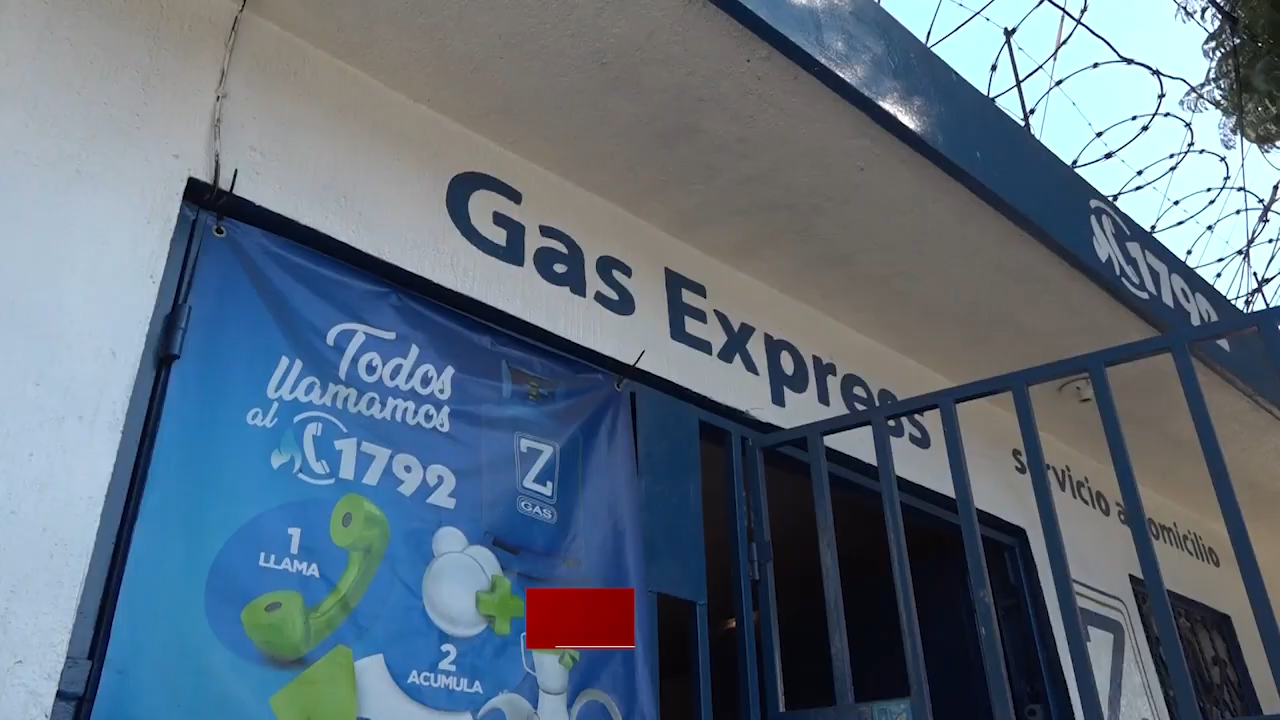 Gas Express
1792
servicio a domicilio
Todos
llamamos
al 1792
Z
GAS
1
LLAMA
2
ACUMULA